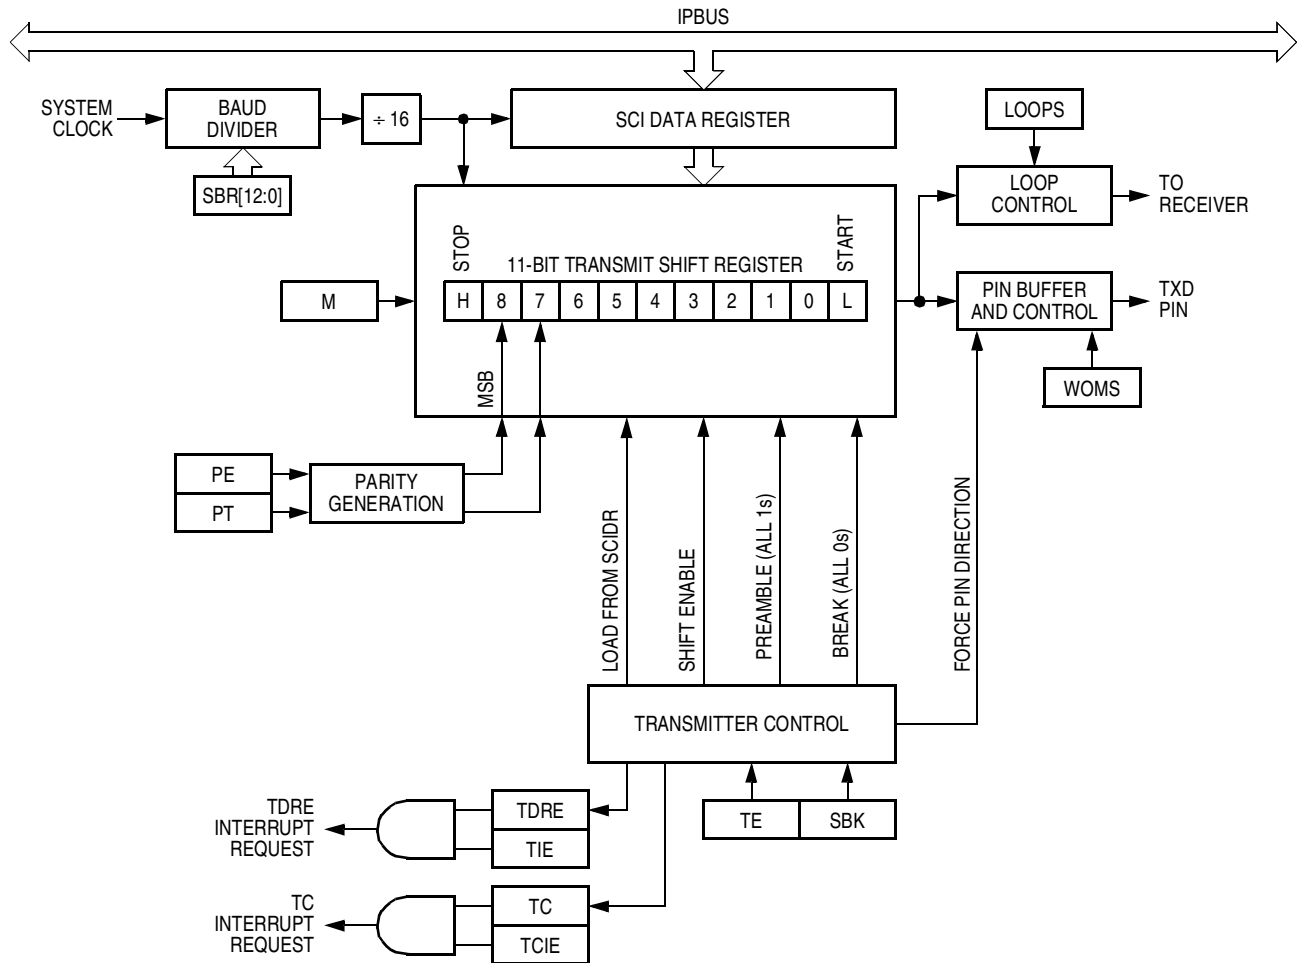 IPBUS
SYSTEM
CLOCK
BAUD
DIVIDER
÷ 16
SCI DATA REGISTER
LOOPS
SBR[12:0]
LOOP
CONTROL
TO
RECEIVER
STOP
11-BIT TRANSMIT SHIFT REGISTER
START
M
H 8 7 6 5 4 3 2 1 0 L
PIN BUFFER
AND CONTROL
TXD
PIN
MSB
WOMS
PE
PT
PARITY
GENERATION
LOAD FROM SCIDR
SHIFT ENABLE
PREAMBLE (ALL 1s)
BREAK (ALL 0s)
FORCE PIN DIRECTION
TRANSMITTER CONTROL
TDRE
INTERRUPT
REQUEST
TDRE
TIE
TE
SBK
TC
INTERRUPT
REQUEST
TC
TCIE